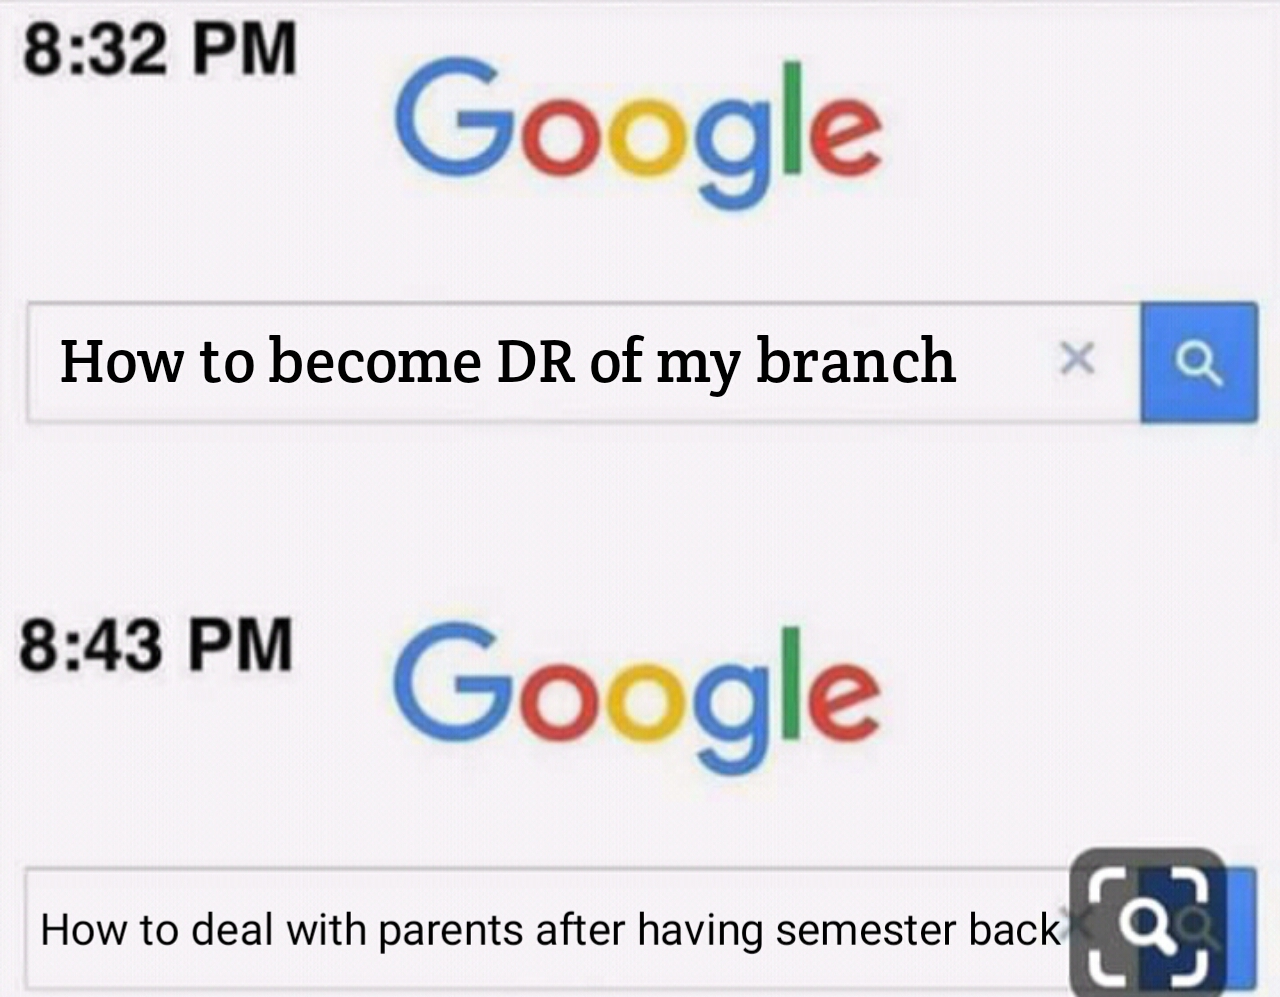 8:32 PM
Google
How to become DR of my branch
8:43 PM
Google
How to deal with parents after having semester back